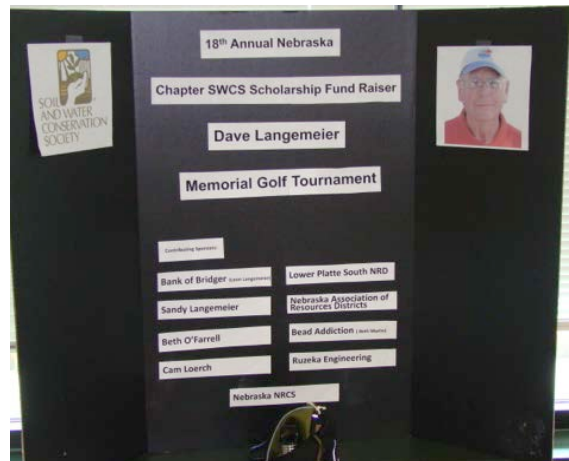 18th Annual Nebraska
Chapter SWCS Scholarship Fund Raiser
Dave Langemeier
Memorial Golf Tournament
SOIL
AND WATER
CONSERVATION
SOCIETY
Contributing Sponsors:
Bank of Bridger
Sandy Langemeier
Beth O'Farrell
Cam Loerch
Lower Platte South NRD
Nebraska Association of
Resources Districts
Bead Addiction
Ruzeka Engineering
Nebraska NRCS